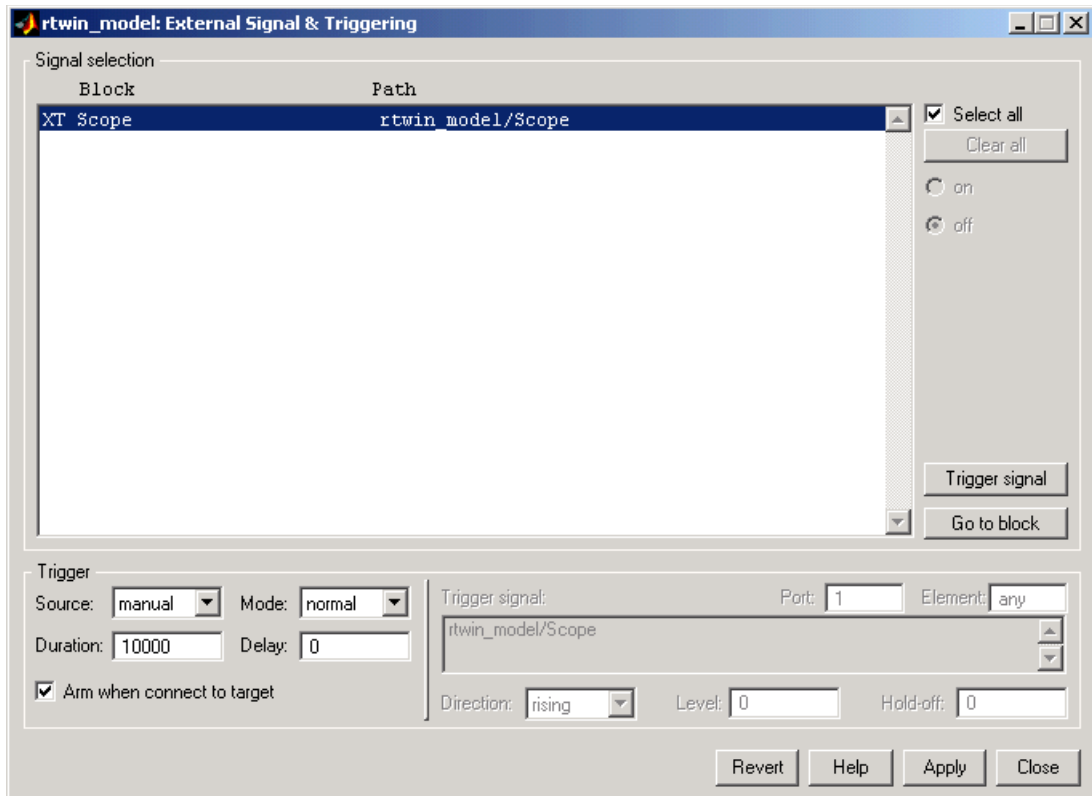 rtwin_model: External Signal & Triggering
Signal selection
Block Path
XT Scope rtwin_model/Scope
Select all
Clear all
on
off
Trigger signal
Go to block
Trigger
Source: manual Mode: normal
Duration: 10000 Delay: 0
Arm when connect to target
Trigger signal: Port: 1 Element: any
rtwin_model/Scope
Direction: rising Level: 0 Hold-off: 0
Revert Help Apply Close